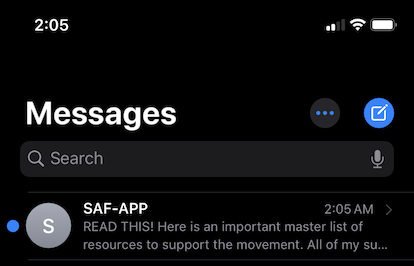 2:05
Messages
Search
SAF-APP 2:05 AM
S
READ THIS! Here is an important master list of
resources to support the movement. All of my su...